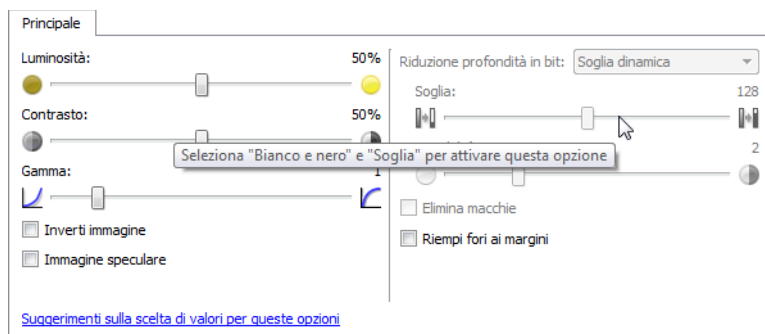 Principale
Luminosità: 50%
Contrasto: 50%
Gamma: 1
Inverti immagine
Immagine speculare
Suggerimenti sulla scelta di valori per queste opzioni
Riduzione profondità in bit: Soglia dinamica
Soglia: 128
Seleziona "Bianco e nero" e "Soglia" per attivare questa opzione
2
Elimina macchie
Riempi fori ai margini